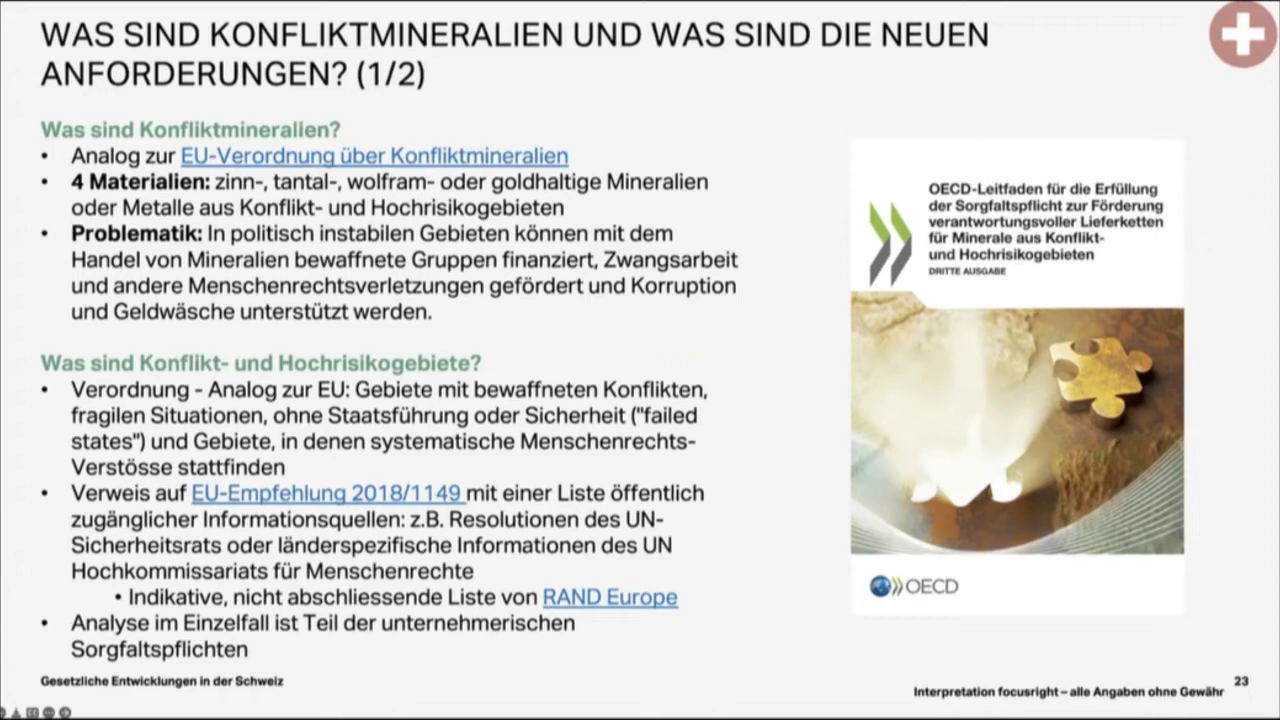 WAS SIND KONFLIKTMINERALIEN UND WAS SIND DIE NEUEN
ANFORDERUNGEN? (1/2)
Was sind Konfliktmineralien?
• Analog zur EU-Verordnung über Konfliktmineralien
• 4 Materialien: zinn-, tantal-, wolfram- oder goldhaltige Mineralien
oder Metalle aus Konflikt- und Hochrisikogebieten
• Problematik: In politisch instabilen Gebieten können mit dem
Handel von Mineralien bewaffnete Gruppen finanziert, Zwangsarbeit
und andere Menschenrechtsverletzungen gefördert und Korruption
und Geldwäsche unterstützt werden.
Was sind Konflikt- und Hochrisikogebiete?
• Verordnung - Analog zur EU: Gebiete mit bewaffneten Konflikten,
fragilen Situationen, ohne Staatsführung oder Sicherheit ("failed
states") und Gebiete, in denen systematische Menschenrechts-
Verstösse stattfinden
• Verweis auf EU-Empfehlung 2018/1149 mit einer Liste öffentlich
zugänglicher Informationsquellen: z.B. Resolutionen des UN-
Sicherheitsrats oder länderspezifische Informationen des UN
Hochkommissariats für Menschenrechte
• Indikative, nicht abschliessende Liste von RAND Europe
• Analyse im Einzelfall ist Teil der unternehmerischen
Sorgfaltspflichten
OECD-Leitfaden für die Erfüllung
der Sorgfaltspflicht zur Förderung
verantwortungsvoller Lieferketten
für Minerale aus Konflikt-
und Hochrisikogebieten
DRITTE AUSGABE
OECD
Gesetzliche Entwicklungen in der Schweiz
23
Interpretation focusright – alle Angaben ohne Gewähr